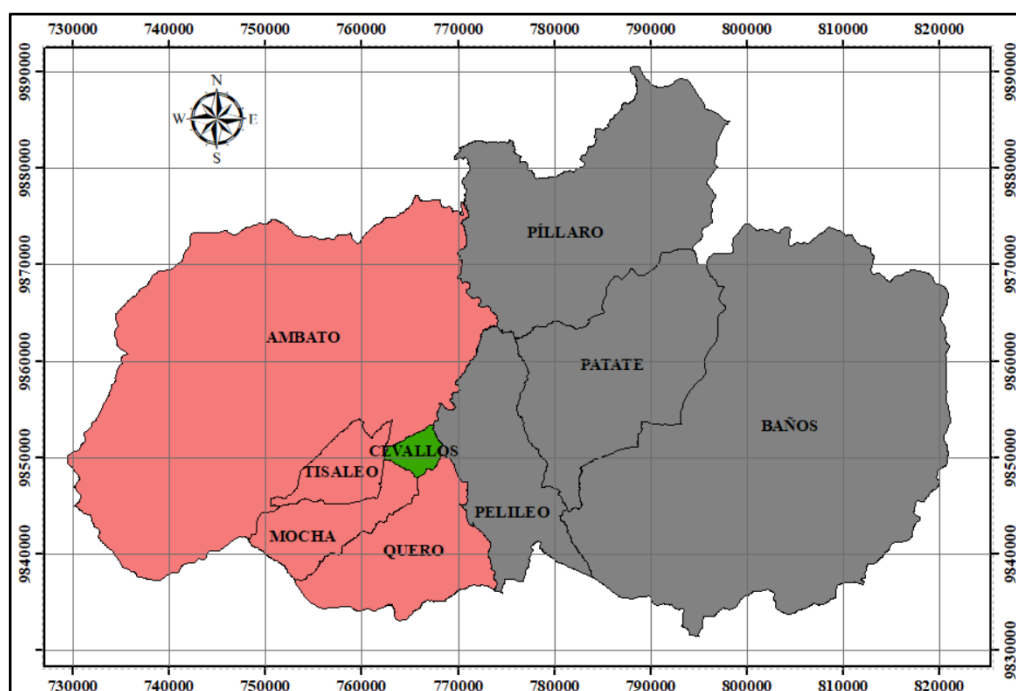 730000 740000 750000 760000 770000 780000 790000 800000 810000 820000
9890000 9890000
N
W E
S
9880000 9880000
PÍLLARO
9870000 9870000
AMBATO
9860000 9860000
PATATE
BAÑOS
CEVALLOS
9850000 9850000
TISALEO
PELILEO
MOCHA
QUERO
9840000 9840000
9830000 9830000
730000 740000 750000 760000 770000 780000 790000 800000 810000 820000